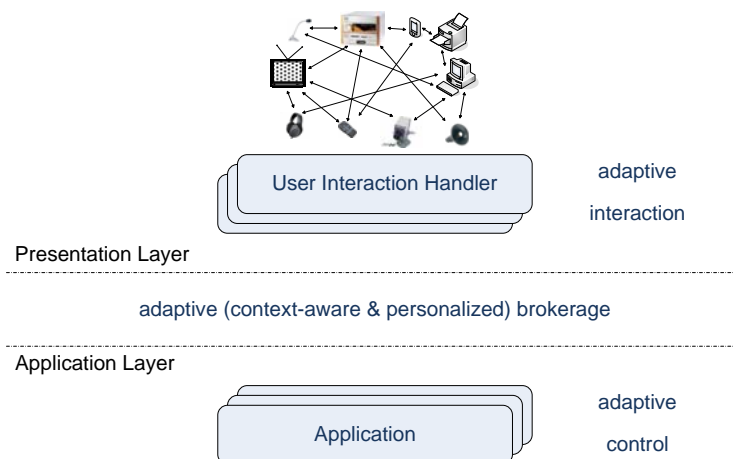 User Interaction Handler
adaptive
interaction
Presentation Layer
adaptive (context-aware & personalized) brokerage
Application Layer
Application
adaptive
control